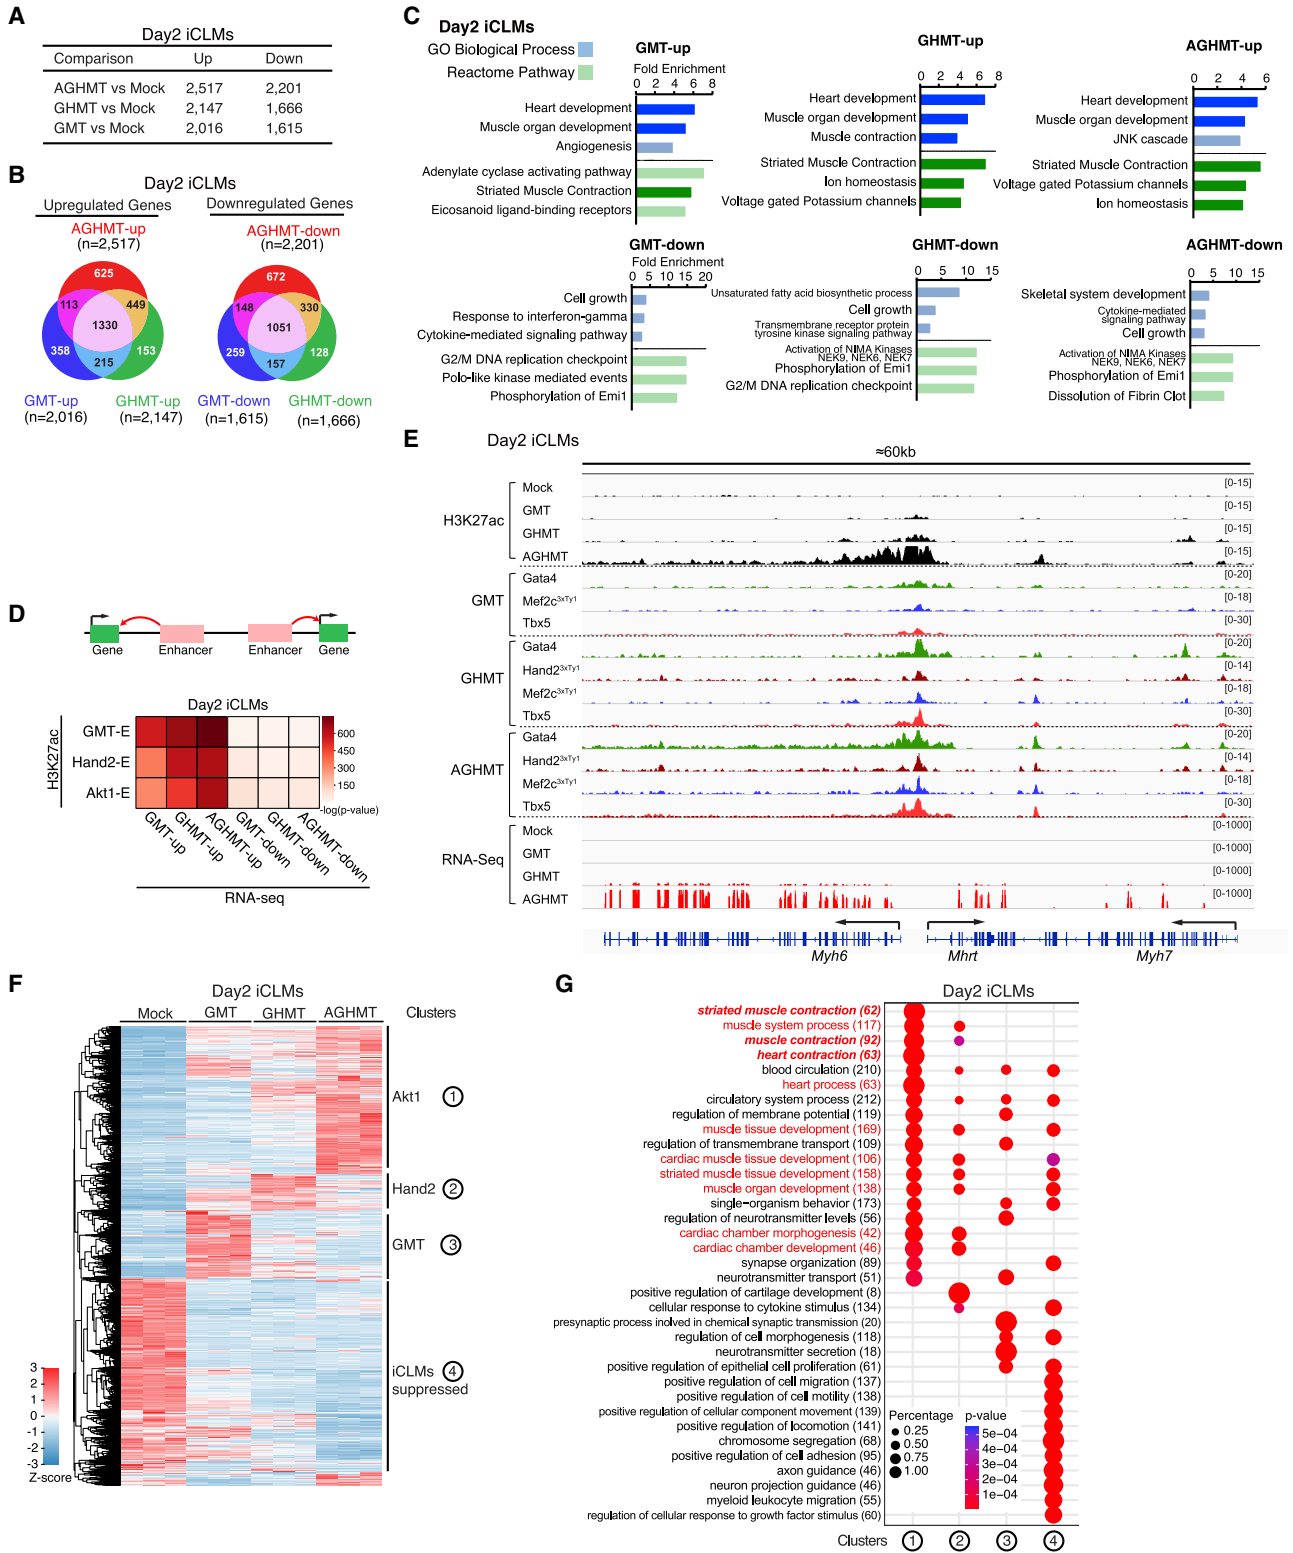 A
Day2 iCLMs
Comparison Up Down
AGHMT vs Mock 2,517 2,201
GHMT vs Mock 2,147 1,666
GMT vs Mock 2,016 1,615
B
Day2 iCLMs
Upregulated Genes
AGHMT-up
(n=2,517)
625
113
449
1330
358
153
215
GMT-up
(n=2,016)
GHMT-up
(n=2,147)
Downregulated Genes
AGHMT-down
(n=2,201)
672
148
330
1051
259
128
157
GMT-down
(n=1,615)
GHMT-down
(n=1,666)
C
Day2 iCLMs
GO Biological Process
Reactome Pathway
GMT-up
Fold Enrichment
0 2 4 6 8
Heart development
Muscle organ development
Angiogenesis
Adenylate cyclase activating pathway
Striated Muscle Contraction
Eicosanoid ligand-binding receptors
GHMT-up
0 2 4 6 8
Heart development
Muscle organ development
Muscle contraction
Striated Muscle Contraction
Ion homeostasis
Voltage gated Potassium channels
AGHMT-up
0 2 4 6
Heart development
Muscle organ development
JNK cascade
Striated Muscle Contraction
Voltage gated Potassium channels
Ion homeostasis
GMT-down
Fold Enrichment
0 5 10 15 20
Cell growth
Response to interferon-gamma
Cytokine-mediated signaling pathway
G2/M DNA replication checkpoint
Polo-like kinase mediated events
Phosphorylation of Emi1
GHMT-down
0 5 10 15
Unsaturated fatty acid biosynthetic process
Cell growth
Transmembrane receptor protein
tyrosine kinase signaling pathway
Activation of NIMA Kinases
NEK9, NEK6, NEK7
Phosphorylation of Emi1
G2/M DNA replication checkpoint
AGHMT-down
0 5 10 15
Skeletal system development
Cytokine-mediated
signaling pathway
Cell growth
Activation of NIMA Kinases
NEK9, NEK6, NEK7
Phosphorylation of Emi1
Dissolution of Fibrin Clot
D
Gene
Enhancer
Enhancer
Gene
Day2 iCLMs
H3K27ac
GMT-E
Hand2-E
Akt1-E
600
450
300
150
-log(p-value)
GMT-up
GHMT-up
AGHMT-up
GMT-down
GHMT-down
AGHMT-down
RNA-seq
E
Day2 iCLMs
≈60kb
H3K27ac
Mock [0-15]
GMT [0-15]
GHMT [0-15]
AGHMT [0-15]
GMT
Gata4 [0-20]
Mef2c3xTy1 [0-18]
Tbx5 [0-30]
GHMT
Gata4 [0-20]
Hand23xTy1 [0-14]
Mef2c3xTy1 [0-18]
Tbx5 [0-30]
AGHMT
Gata4 [0-20]
Hand23xTy1 [0-14]
Mef2c3xTy1 [0-18]
Tbx5 [0-30]
RNA-Seq
Mock [0-1000]
GMT [0-1000]
GHMT [0-1000]
AGHMT [0-1000]
Myh6 Mhrt Myh7
F
Day2 iCLMs
Mock GMT GHMT AGHMT
Clusters
Akt1 1
Hand2 2
GMT 3
iCLMs 4
suppressed
3
2
1
0
-1
-2
-3
Z-score
G
Day2 iCLMs
striated muscle contraction (62)
muscle system process (117)
muscle contraction (92)
heart contraction (63)
blood circulation (210)
heart process (63)
circulatory system process (212)
regulation of membrane potential (119)
muscle tissue development (169)
regulation of transmembrane transport (109)
cardiac muscle tissue development (106)
striated muscle tissue development (158)
muscle organ development (138)
single−organism behavior (173)
regulation of neurotransmitter levels (56)
cardiac chamber morphogenesis (42)
cardiac chamber development (46)
synapse organization (89)
neurotransmitter transport (51)
positive regulation of cartilage development (8)
cellular response to cytokine stimulus (134)
presynaptic process inolved in chemical synaptic transmission (20)
regulation of cell morphogenesis (118)
neurotransmitter secretion (18)
positive regulation of epithelial cell proliferation (61)
positive regulation of cell migration (137)
positive regulation of cell motility (138)
positive regulation of cellular component movement (139)
positive regulation of locomotion (141)
chromosome segregation (68)
positive regulation of cell adhesion (95)
axon guidance (46)
neuron projection guidance (46)
myeloid leukocyte migration (55)
regulation of cellular response to growth factor stimulus (60)
Percentage
0.25
0.50
0.75
1.00
p-value
5e−04
4e−04
3e−04
2e−04
1e−04
Clusters 1 2 3 4